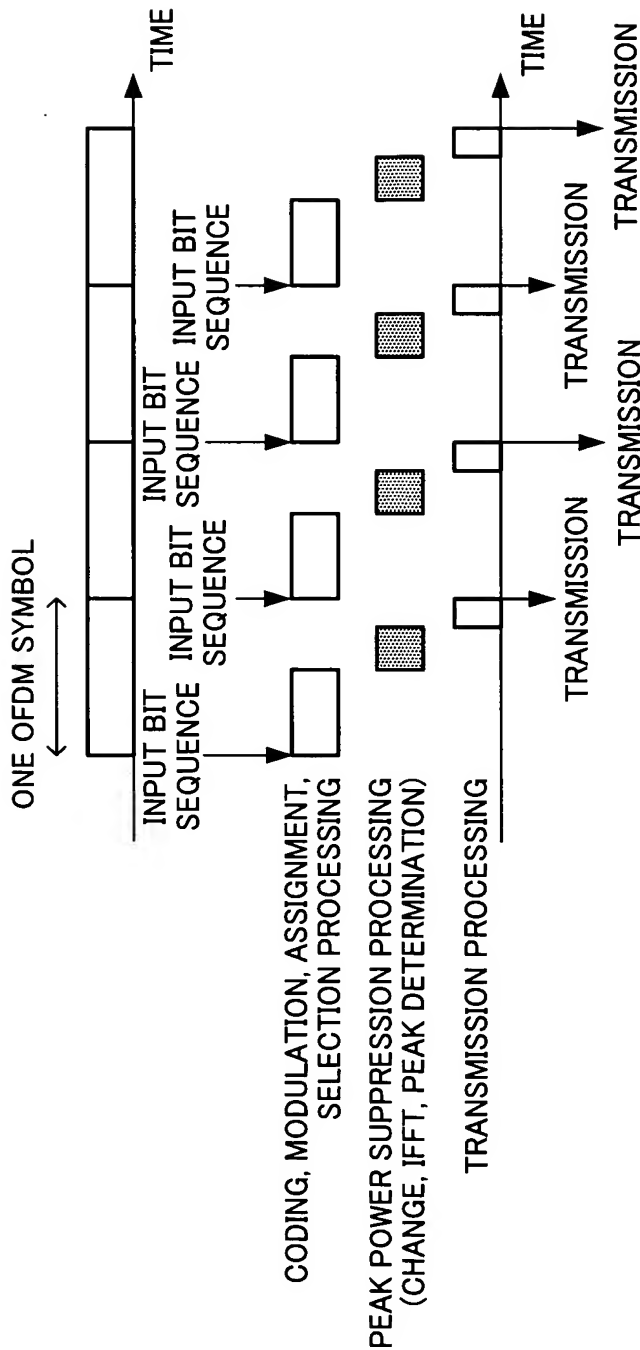 ONE OFDM SYMBOL
TIME
INPUT BIT
SEQUENCE
INPUT BIT
SEQUENCE
INPUT BIT
SEQUENCE
INPUT BIT
SEQUENCE
CODING, MODULATION, ASSIGNMENT,
SELECTION PROCESSING
PEAK POWER SUPPRESSION PROCESSING
(CHANGE, IFFT, PEAK DETERMINATION)
TRANSMISSION PROCESSING
TIME
TRANSMISSION
TRANSMISSION
TRANSMISSION
TRANSMISSION